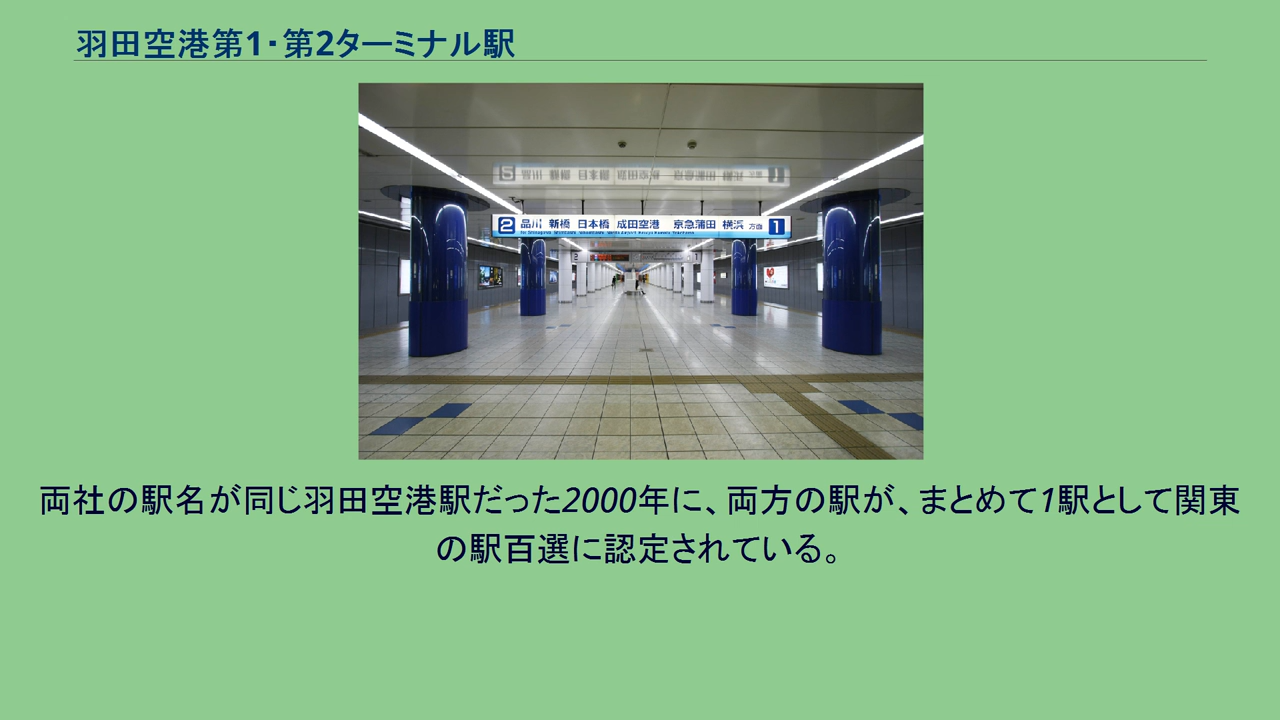 羽田空港第1・第2ターミナル駅
2 品川 新橋 日本橋 成田空港 京急蒲田 横浜 方面 1
両社の駅名が同じ羽田空港駅だった2000年に、両方の駅が、まとめて1駅として関東
の駅百選に認定されている。